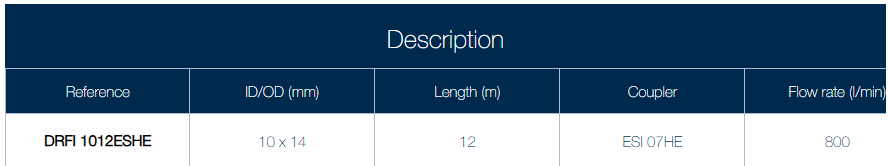 Description
Reference ID/OD (mm) Length (m) Coupler Flow rate (l/min)
DRFI 1012ESHE 10 x 14 12 ESI 07HE 800